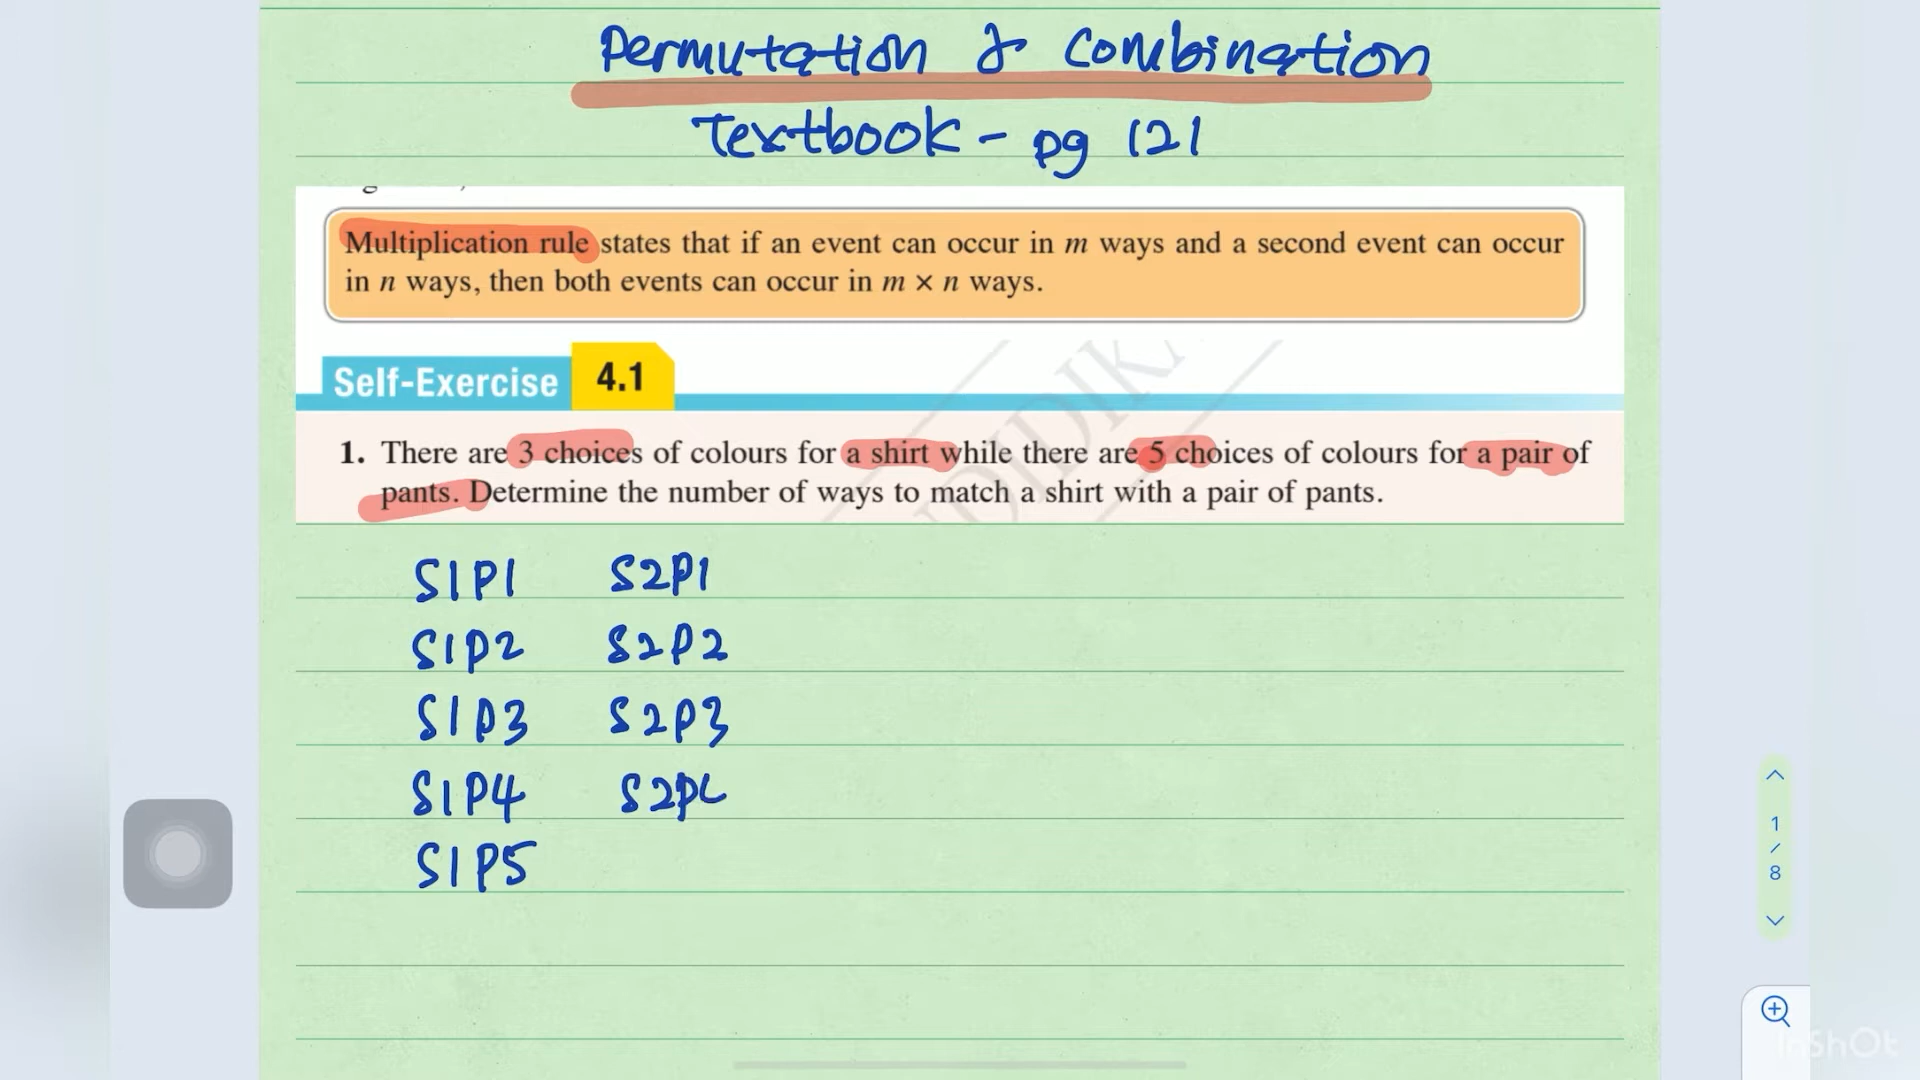 Permutation & Combination
Textbook - pg 121
Multiplication rule states that if an event can occur in m ways and a second event can occur
in n ways, then both events can occur in m × n ways.
Self-Exercise 4.1
1. There are 3 choices of colours for a shirt while there are 5 choices of colours for a pair of
pants. Determine the number of ways to match a shirt with a pair of pants.
S1P1 S2P1
S1P2 S2P2
S1P3 S2P3
S1P4 S2P
S1P5
1
/
8
InShOt